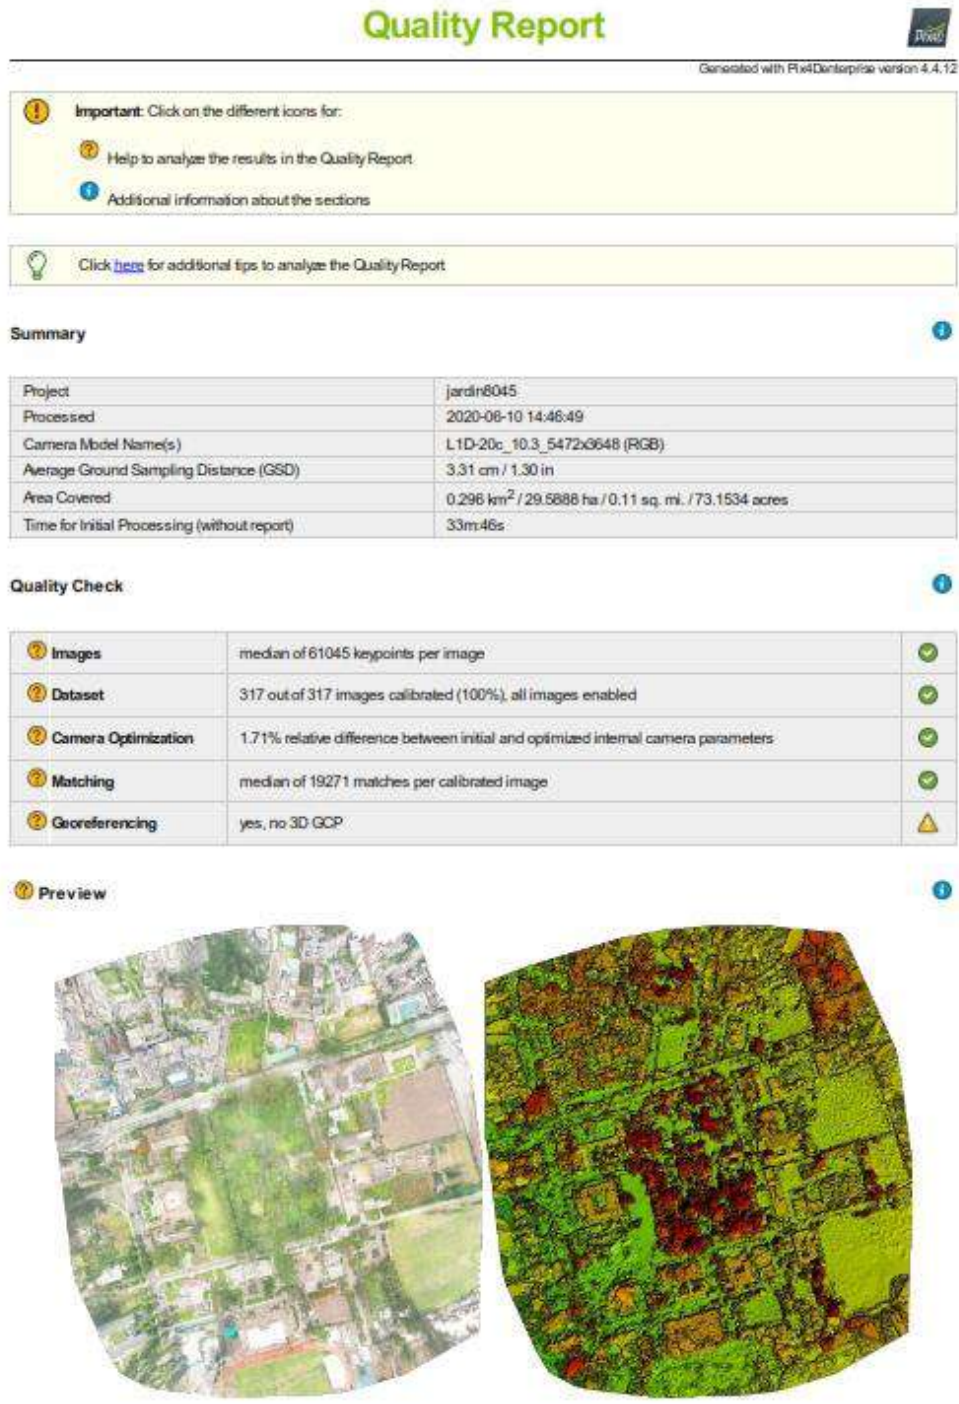 Quality Report
Generated with Pix4Denterprise version 4.4.12
Important: Click on the different icons for:
Help to analyze the results in the Quality Report
Additional information about the sections
Click here for additional tips to analyze the Quality Report
Summary
Project jardin8045
Processed 2020-06-10 14:46:49
Camera Model Name(s) L1D-20c_10.3_5472x3648 (RGB)
Average Ground Sampling Distance (GSD) 3.31 cm / 1.30 in
Area Covered 0.296 km² / 29.5888 ha / 0.11 sq. mi. / 73.1534 acres
Time for Initial Processing (without report) 33m:46s
Quality Check
Images median of 61045 keypoints per image
Dataset 317 out of 317 images calibrated (100%), all images enabled
Camera Optimization 1.71% relative difference between initial and optimized internal camera parameters
Matching median of 19271 matches per calibrated image
Georeferencing yes, no 3D GCP
Preview